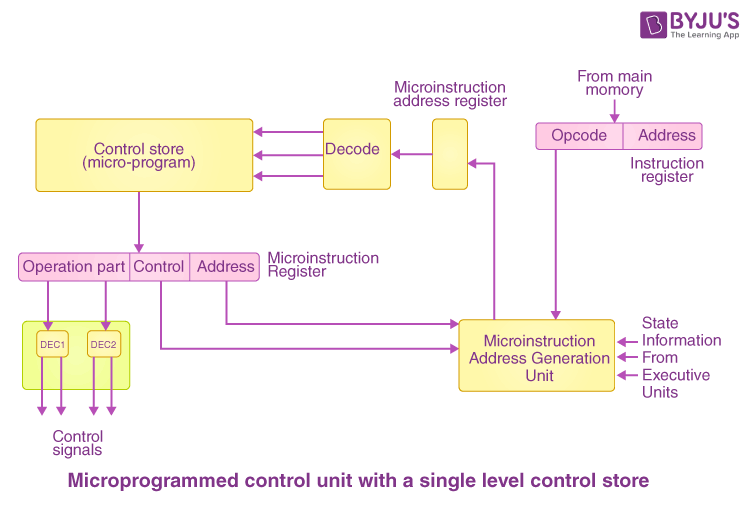 BYJU'S
The Learning App
From main
momory
Microinstruction
address register
Opcode Address
Control store
(micro-program)
Decode
Instruction
register
Microinstruction
Register
Operation part Control Address
State
Information
From
Executive
Units
Microinstruction
Address Generation
Unit
DEC1 DEC2
Control
signals
Microprogrammed control unit with a single level control store